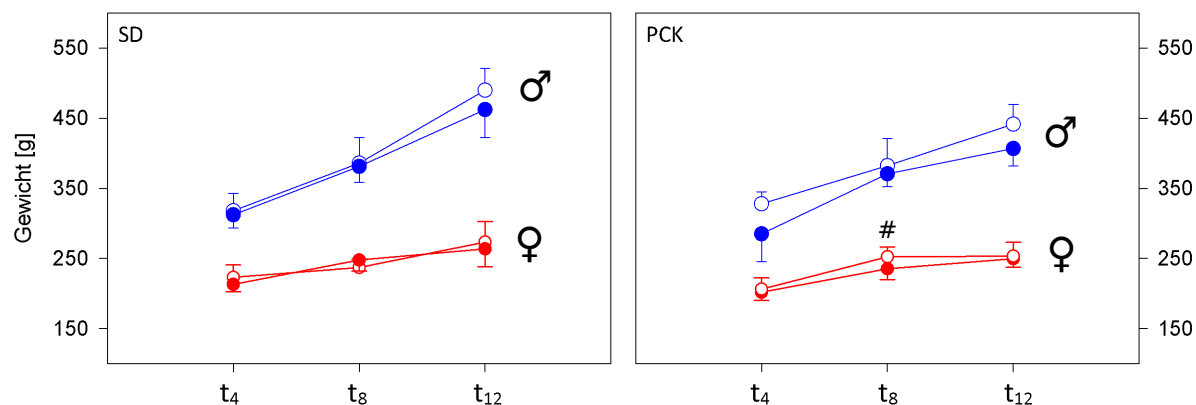 SD
PCK
550
450
350
250
150
Gewicht [g]
♂
♀
t₄
t₈
t₁₂
♂
#
♀
550
450
350
250
150
t₄
t₈
t₁₂